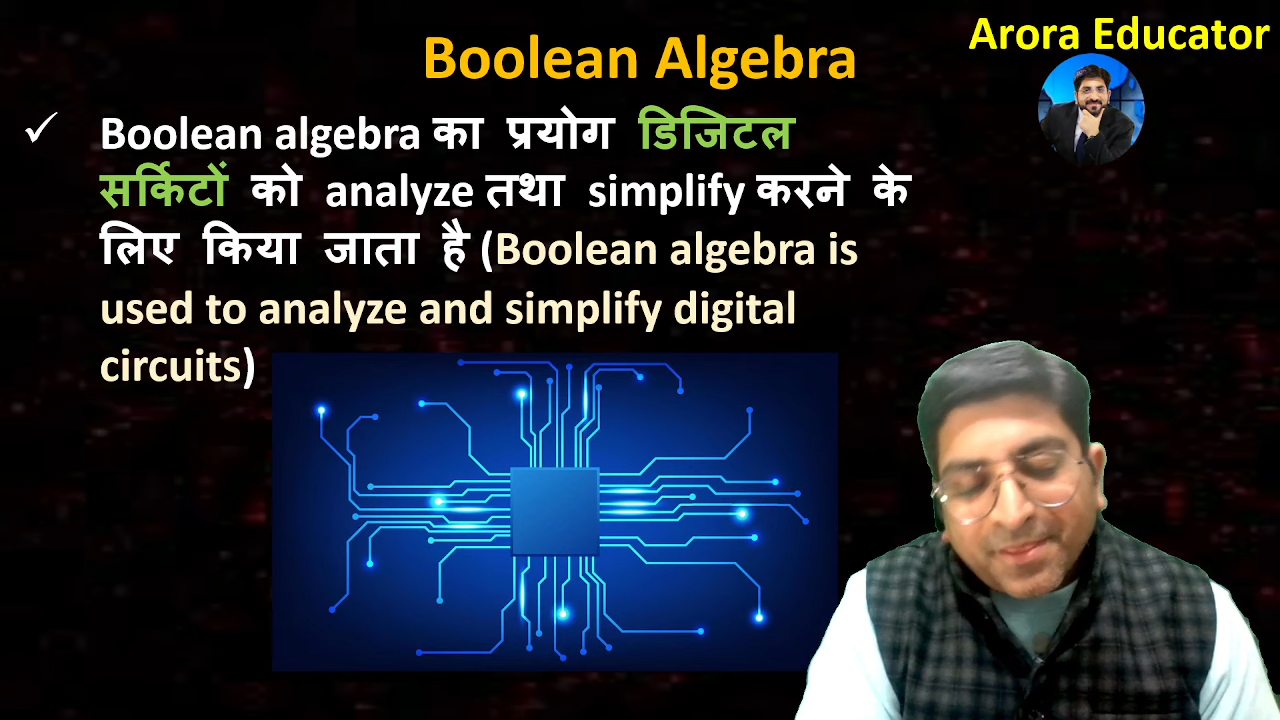 Arora Educator
Boolean Algebra
✓ Boolean algebra का प्रयोग डिजिटल
सर्किटों को analyze तथा simplify करने के
लिए किया जाता है (Boolean algebra is
used to analyze and simplify digital
circuits)